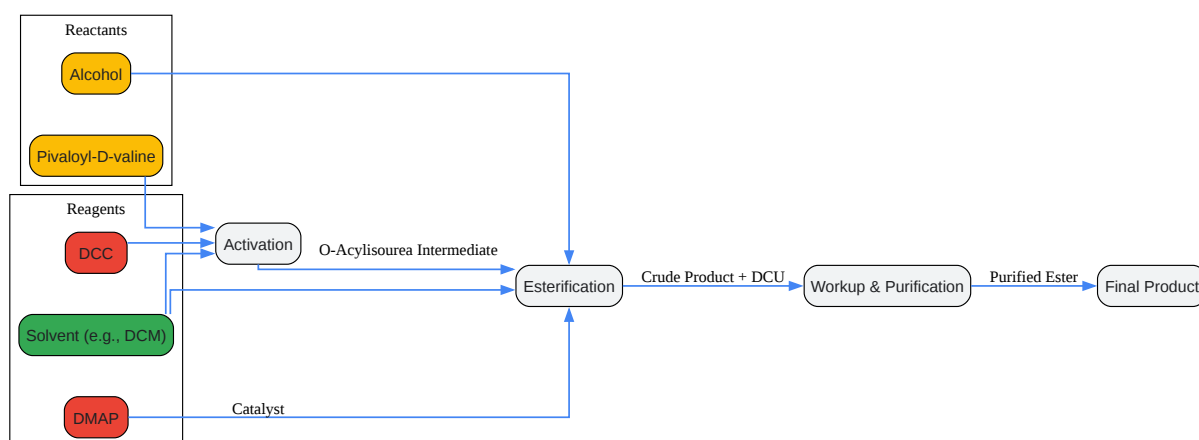 Reactants
Alcohol
Pivaloyl-D-valine
Reagents
DCC
Activation
O-Acylisourea Intermediate
Esterification
Crude Product + DCU
Workup & Purification
Purified Ester
Final Product
Solvent (e.g., DCM)
DMAP
Catalyst